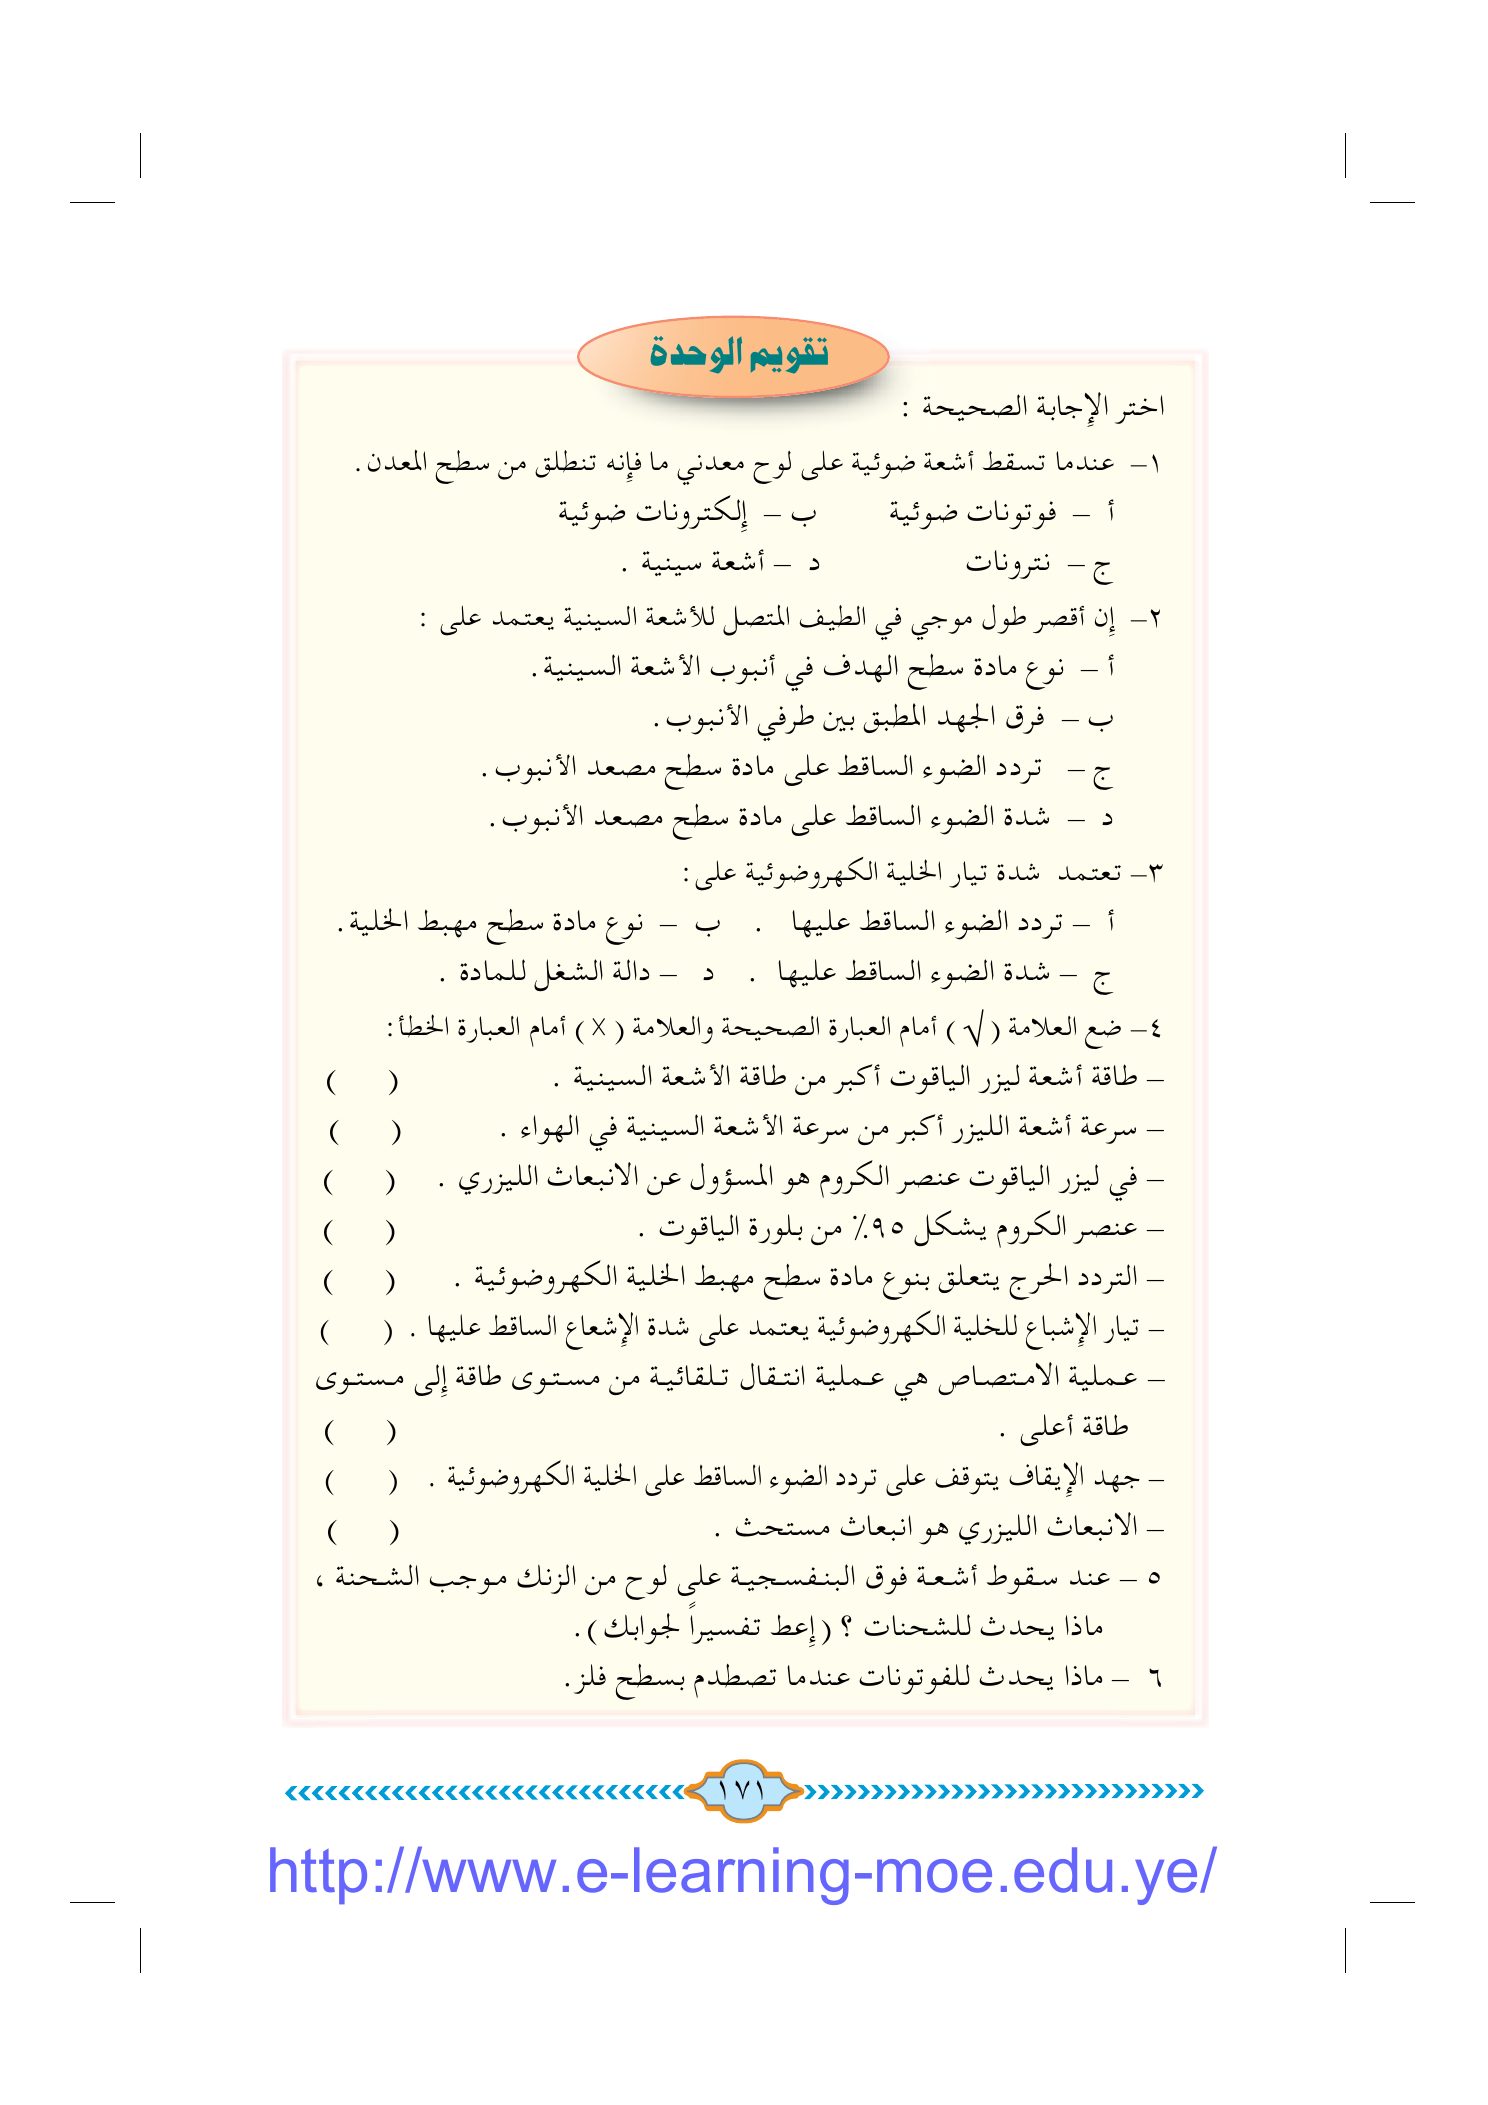 تقويم الوحدة
اختر الإجابة الصحيحة :
١- عندما تسقط أشعة ضوئية على لوح معدني ما فإنه تنطلق من سطح المعدن.
أ - فوتونات ضوئية ب - إلكترونات ضوئية
ج - نترونات د - أشعة سينية .
٢- إن أقصر طول موجي في الطيف المتصل للأشعة السينية يعتمد على :
أ - نوع مادة سطح الهدف في أنبوب الأشعة السينية.
ب - فرق الجهد المطبق بين طرفي الأنبوب.
ج - تردد الضوء الساقط على مادة سطح مصعد الأنبوب.
د - شدة الضوء الساقط على مادة سطح مصعد الأنبوب.
٣- تعتمد شدة تيار الخلية الكهروضوئية على:
أ - تردد الضوء الساقط عليها . ب - نوع مادة سطح مهبط الخلية.
ج - شدة الضوء الساقط عليها . د - دالة الشغل للمادة .
٤- ضع العلامة (√) أمام العبارة الصحيحة والعلامة (X) أمام العبارة الخطأ:
- طاقة أشعة ليزر الياقوت أكبر من طاقة الأشعة السينية . ( )
- سرعة أشعة الليزر أكبر من سرعة الأشعة السينية في الهواء . ( )
- في ليزر الياقوت عنصر الكروم هو المسؤول عن الانبعاث الليزري . ( )
- عنصر الكروم يشكل ٩٥٪ من بلورة الياقوت . ( )
- التردد الحرج يتعلق بنوع مادة سطح مهبط الخلية الكهروضوئية . ( )
- تيار الإشباع للخلية الكهروضوئية يعتمد على شدة الإشعاع الساقط عليها . ( )
- عملية الامتصاص هي عملية انتقال تلقائية من مستوى طاقة إلى مستوى
طاقة أعلى . ( )
- جهد الإيقاف يتوقف على تردد الضوء الساقط على الخلية الكهروضوئية . ( )
- الانبعاث الليزري هو انبعاث مستحث . ( )
٥ - عند سقوط أشعة فوق البنفسجية على لوح من الزنك موجب الشحنة ،
ماذا يحدث للشحنات ؟ (إعط تفسيراً لجوابك).
٦ - ماذا يحدث للفوتونات عندما تصطدم بسطح فلز.
١٧١
http://www.e-learning-moe.edu.ye/